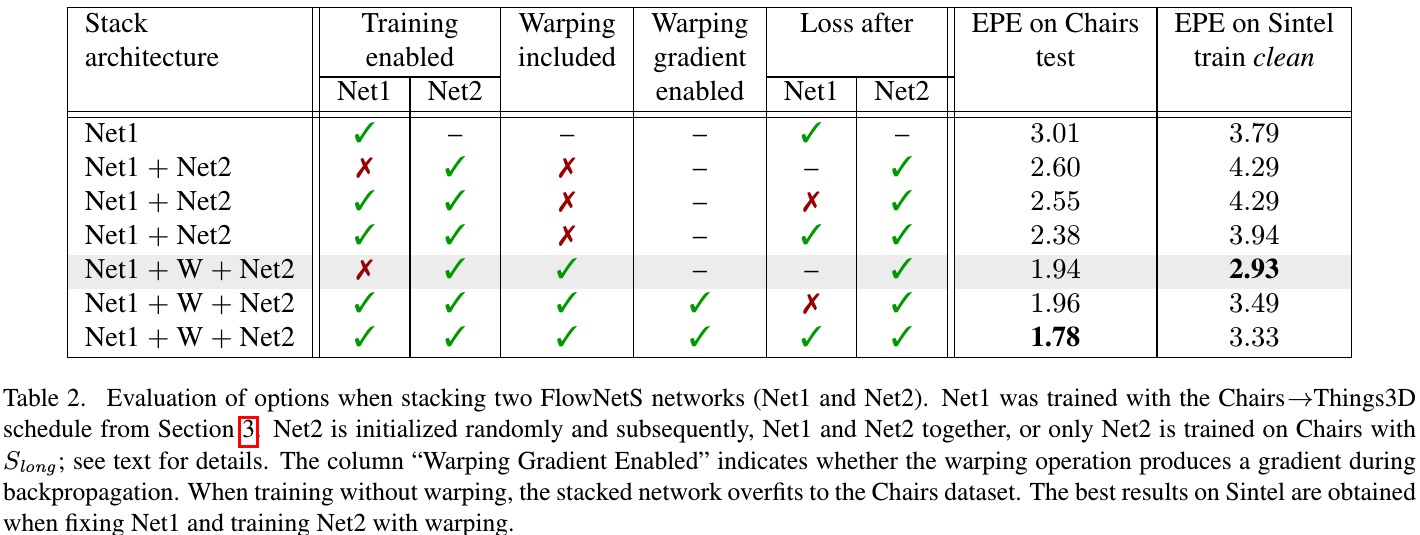 Stack Training Warping Warping Loss after EPE on Chairs EPE on Sintel
architecture enabled included gradient test train clean
Net1 Net2 enabled Net1 Net2
Net1 ✓ – – – ✓ – 3.01 3.79
Net1 + Net2 ✗ ✓ ✗ – – ✓ 2.60 4.29
Net1 + Net2 ✓ ✓ ✗ – ✗ ✓ 2.55 4.29
Net1 + Net2 ✓ ✓ ✗ – ✓ ✓ 2.38 3.94
Net1 + W + Net2 ✗ ✓ ✓ – – ✓ 1.94 2.93
Net1 + W + Net2 ✓ ✓ ✓ ✓ ✗ ✓ 1.96 3.49
Net1 + W + Net2 ✓ ✓ ✓ ✓ ✓ ✓ 1.78 3.33
Table 2. Evaluation of options when stacking two FlowNetS networks (Net1 and Net2). Net1 was trained with the Chairs→Things3D
schedule from Section 3. Net2 is initialized randomly and subsequently, Net1 and Net2 together, or only Net2 is trained on Chairs with
Slong; see text for details. The column “Warping Gradient Enabled” indicates whether the warping operation produces a gradient during
backpropagation. When training without warping, the stacked network overfits to the Chairs dataset. The best results on Sintel are obtained
when fixing Net1 and training Net2 with warping.